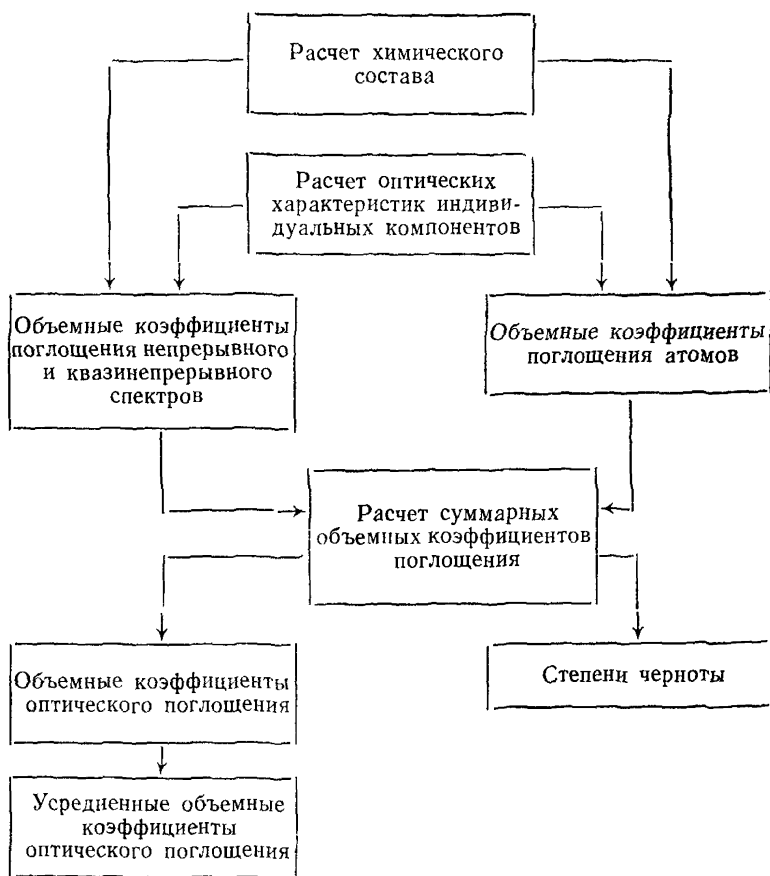 Расчет химического
состава
Расчет оптических
характеристик индиви-
дуальных компонентов
Объемные коэффициенты
поглощения непрерывного
и квазинепрерывного
спектров
Объемные коэффициенты
поглощения атомов
Расчет суммарных
объемных коэффициентов
поглощения
Объемные коэффициенты
оптического поглощения
Степени черноты
Усредненные объемные
коэффициенты
оптического поглощения